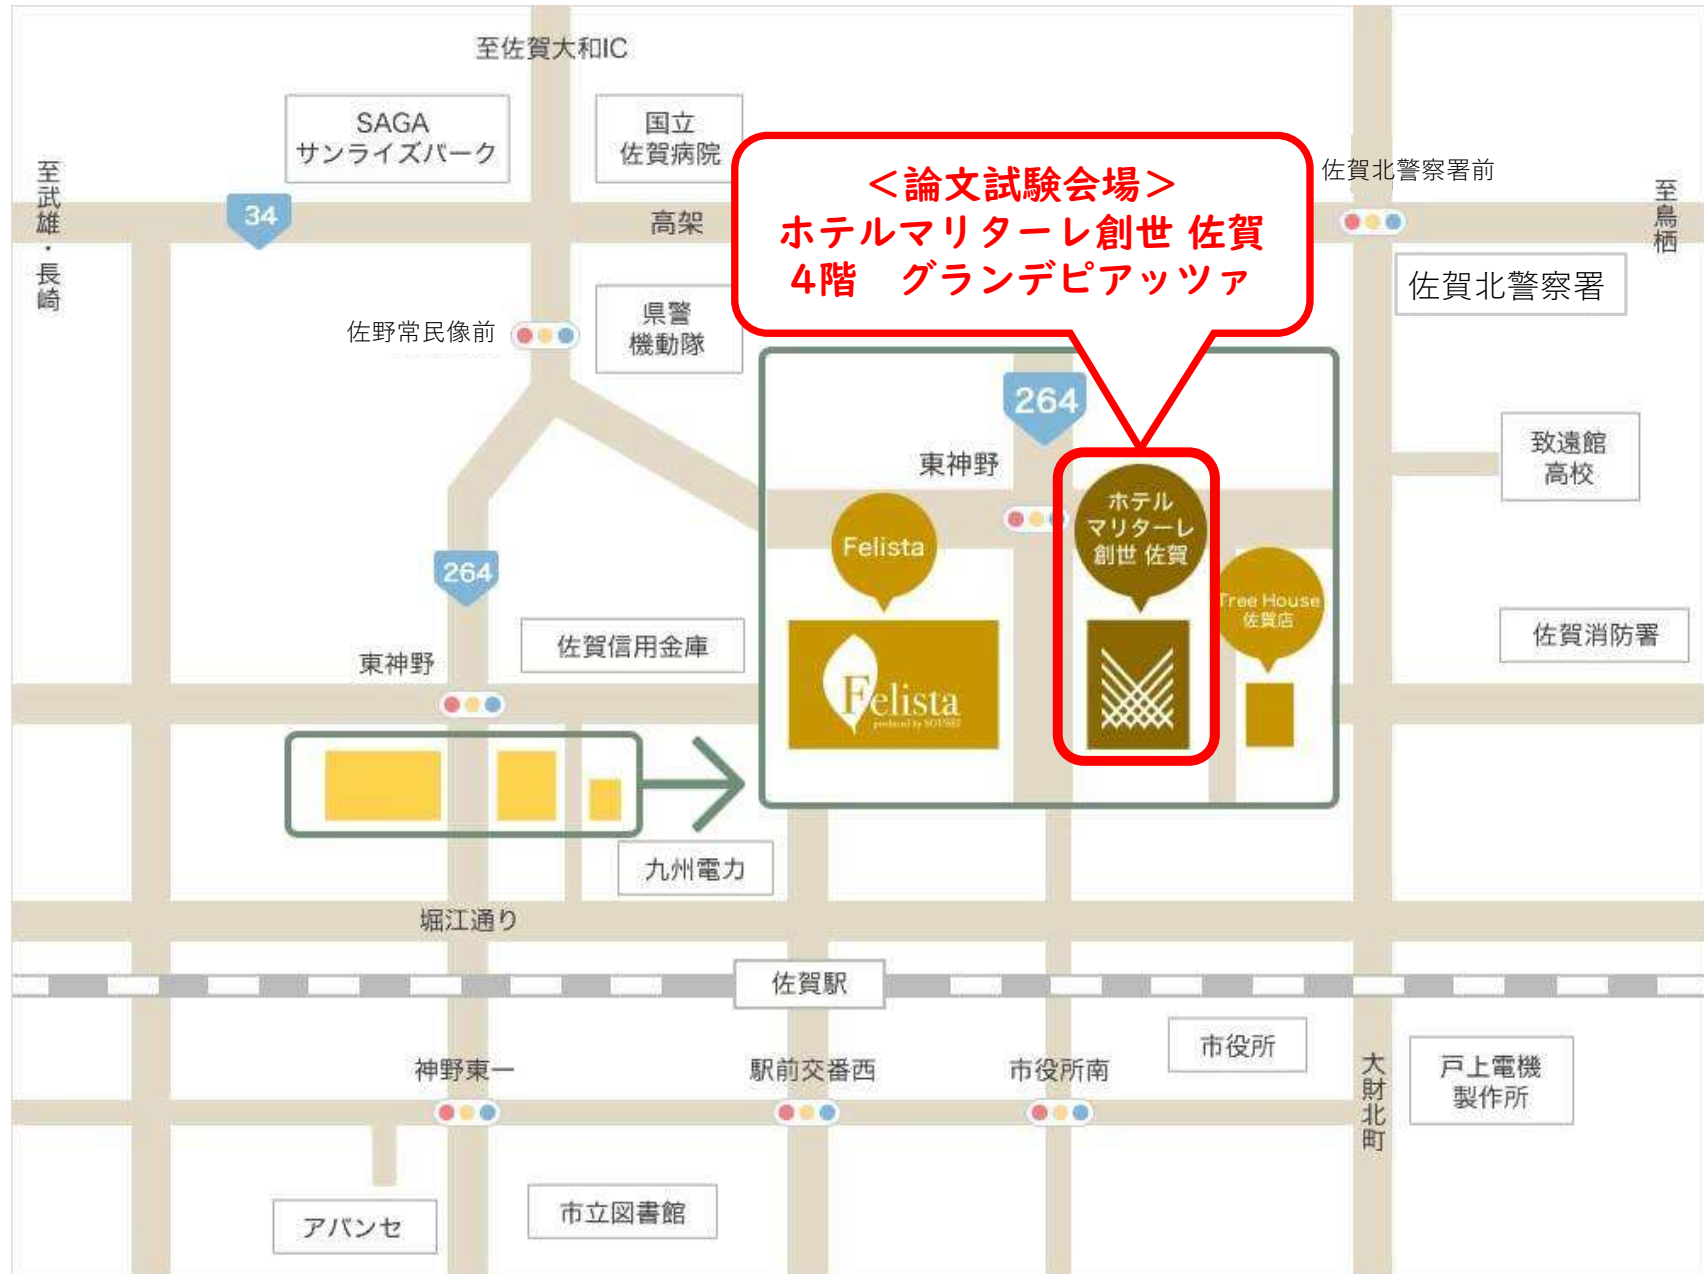 至佐賀大和IC
SAGA
サンライズパーク
国立
佐賀病院
至武雄・長崎
34
高架
＜論文試験会場＞
ホテルマリターレ創世 佐賀
4階　グランデピアッツァ
佐賀北警察署前
至鳥栖
佐賀北警察署
佐野常民像前
県警
機動隊
264
東神野
ホテル
マリターレ
創世 佐賀
Felista
Tree House
佐賀店
Felista
produced by SOUSEI
致遠館
高校
264
佐賀信用金庫
東神野
佐賀消防署
九州電力
堀江通り
佐賀駅
市役所
神野東一
駅前交番西
市役所南
大財北町
戸上電機
製作所
アバンセ
市立図書館